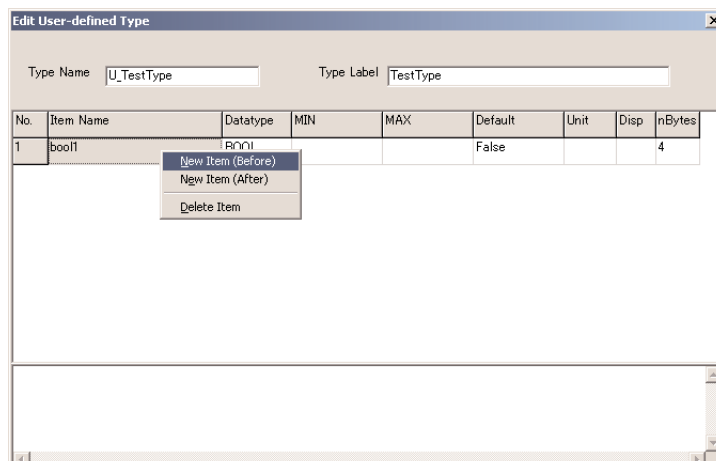 Edit User-defined Type
Type Name U_TestType Type Label TestType
No. Item Name Datatype MIN MAX Default Unit Disp nBytes
1 bool1 BOOL False 4
New Item (Before)
New Item (After)
Delete Item